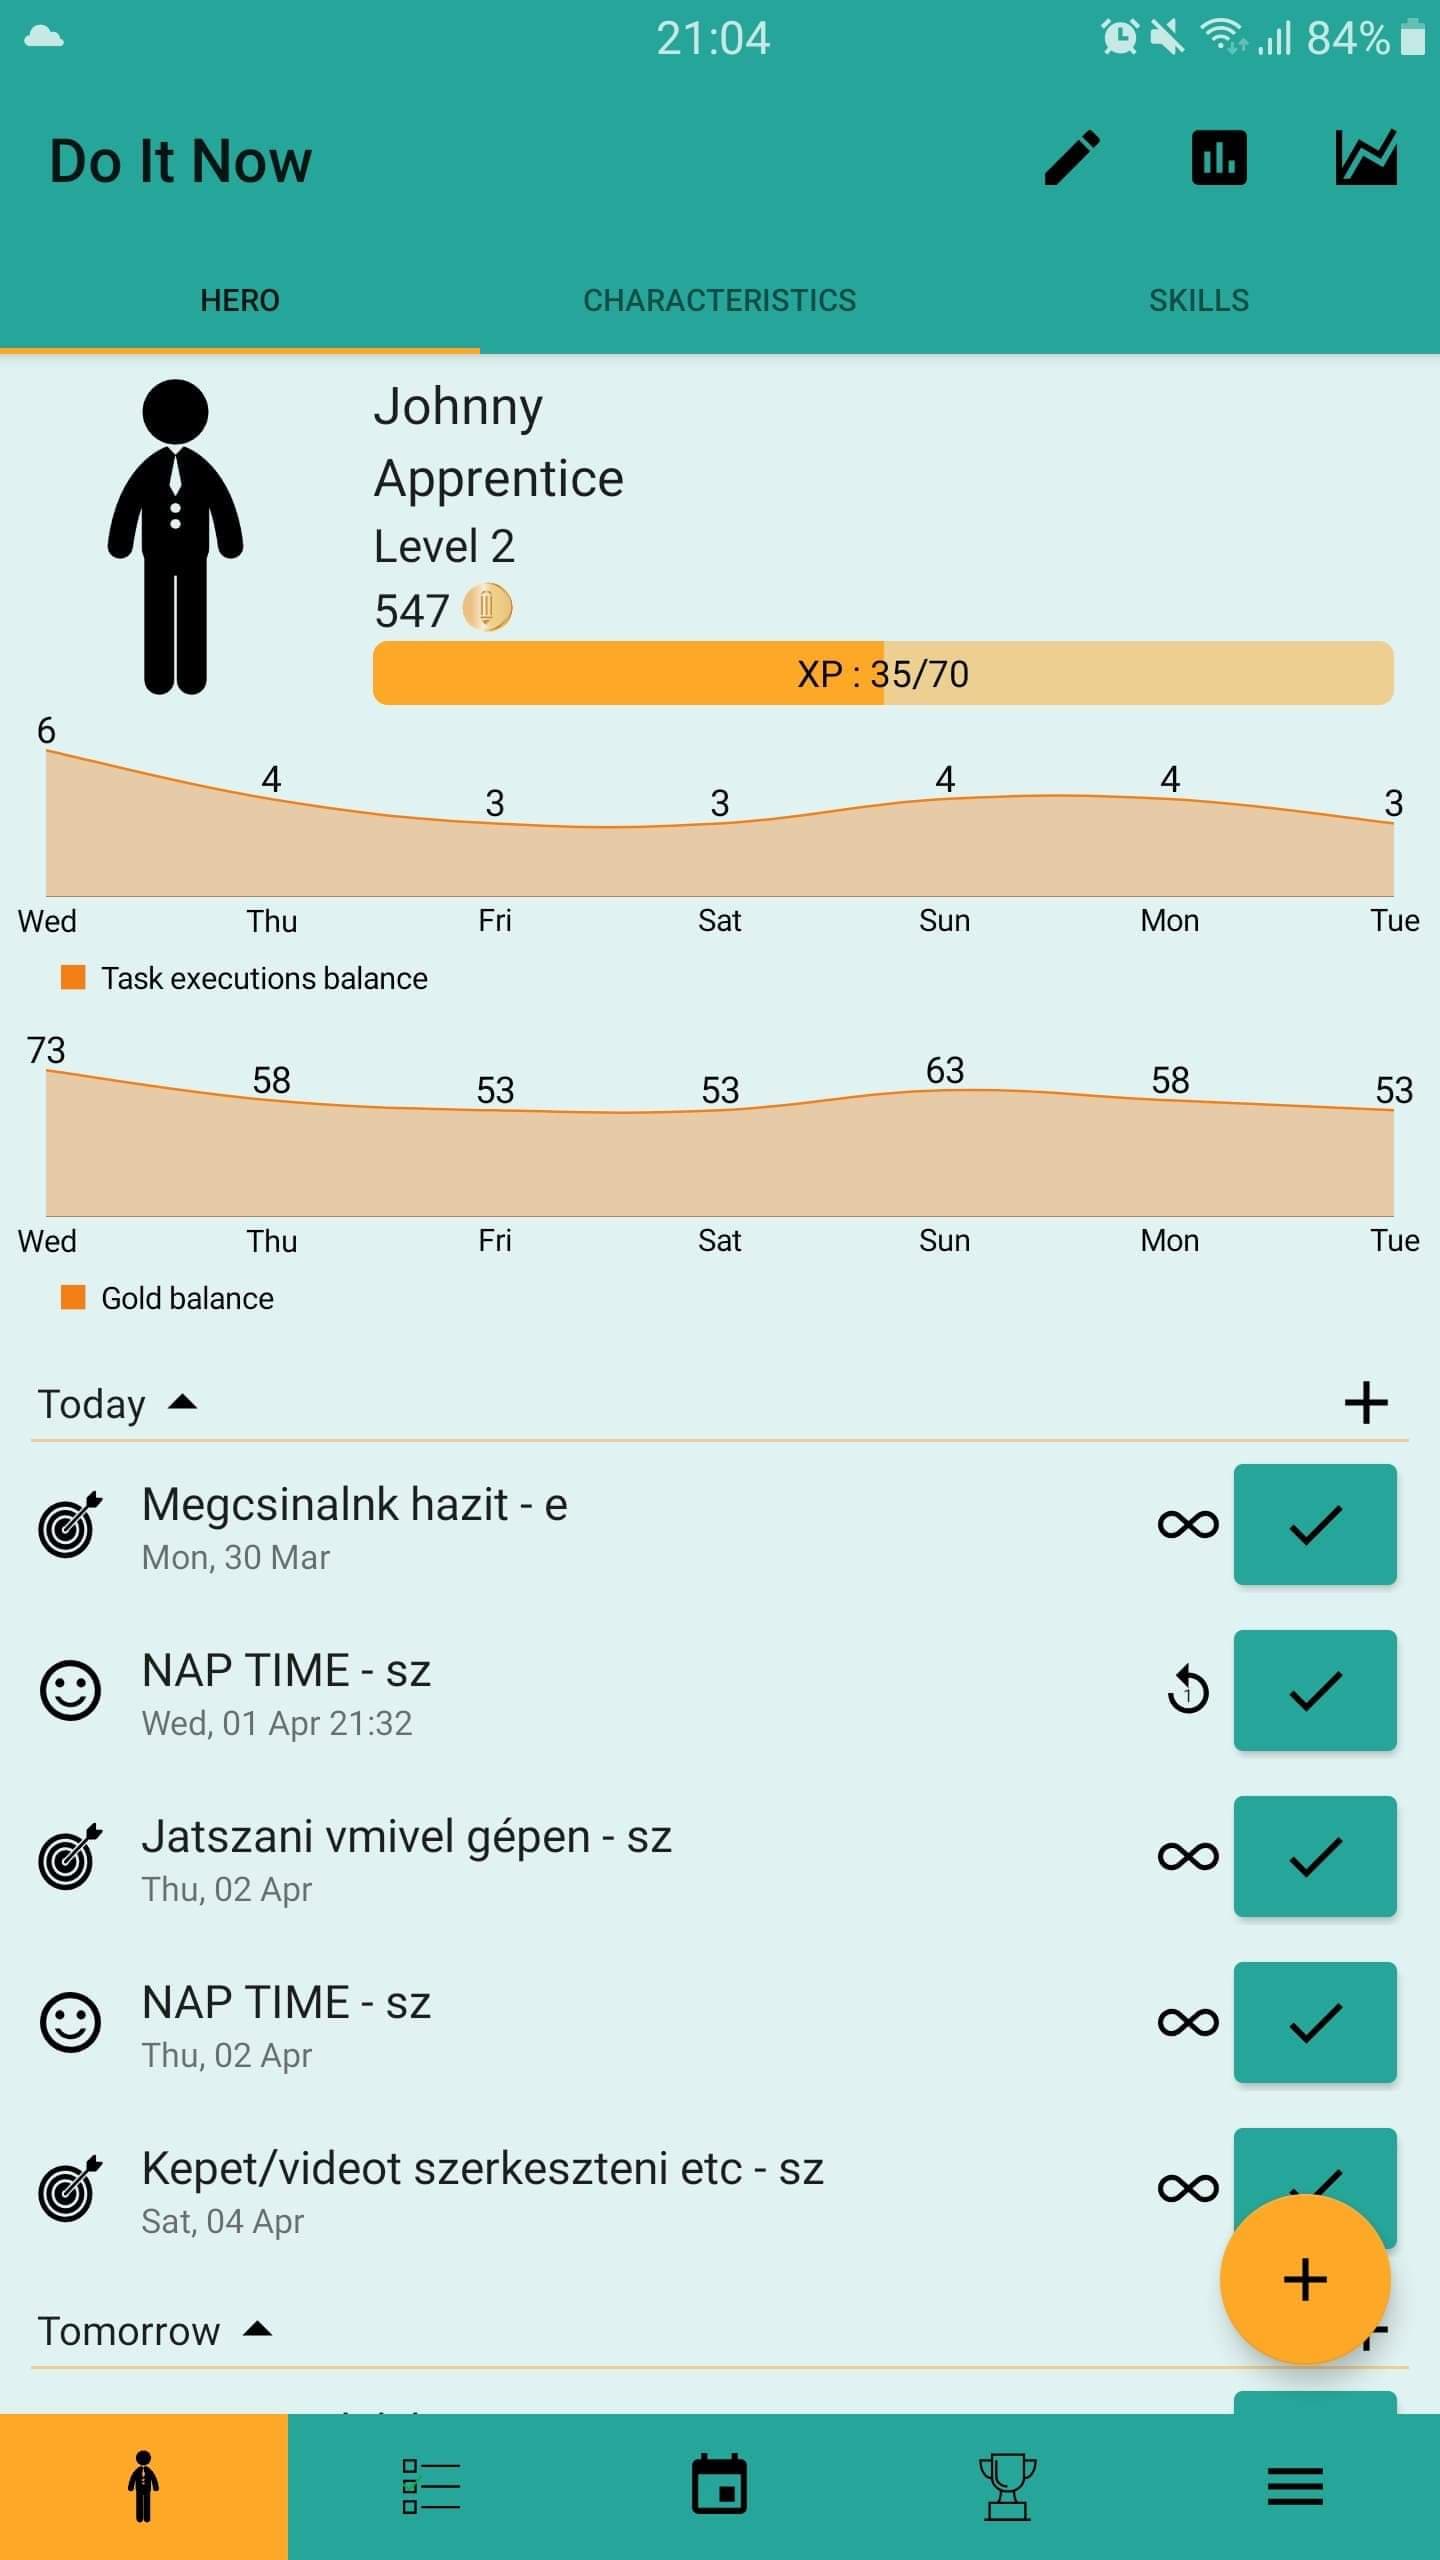 21:04
84%
Do It Now
HERO
CHARACTERISTICS
SKILLS
Johnny
Apprentice
Level 2
547
XP : 35/70
6
4
3
3
4
4
3
Wed
Thu
Fri
Sat
Sun
Mon
Tue
Task executions balance
73
58
53
53
63
58
53
Wed
Thu
Fri
Sat
Sun
Mon
Tue
Gold balance
Today
Megcsinalnk hazit - e
Mon, 30 Mar
NAP TIME - sz
Wed, 01 Apr 21:32
1
Jatszani vmivel gépen - sz
Thu, 02 Apr
NAP TIME - sz
Thu, 02 Apr
Kepet/videot szerkeszteni etc - sz
Sat, 04 Apr
Tomorrow